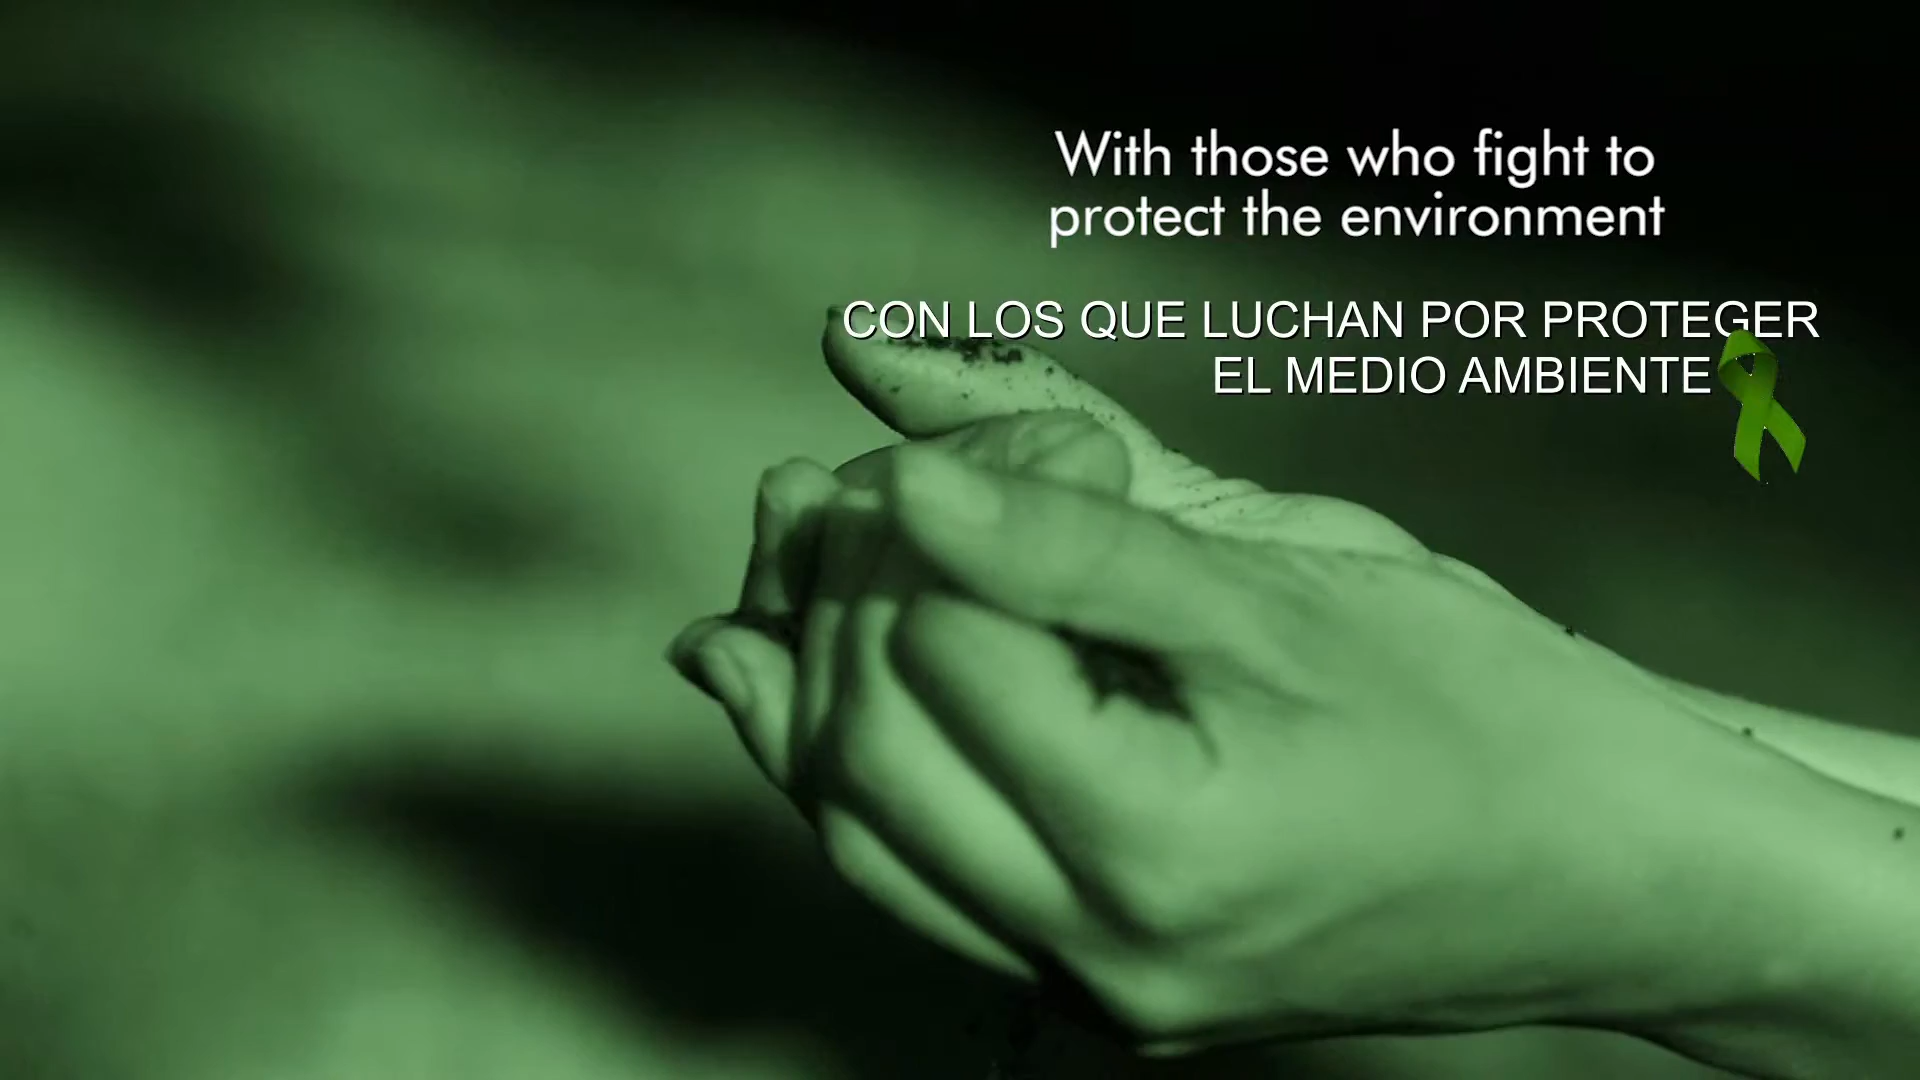 With those who fight to
protect the environment
CON LOS QUE LUCHAN POR PROTEGER
EL MEDIO AMBIENTE